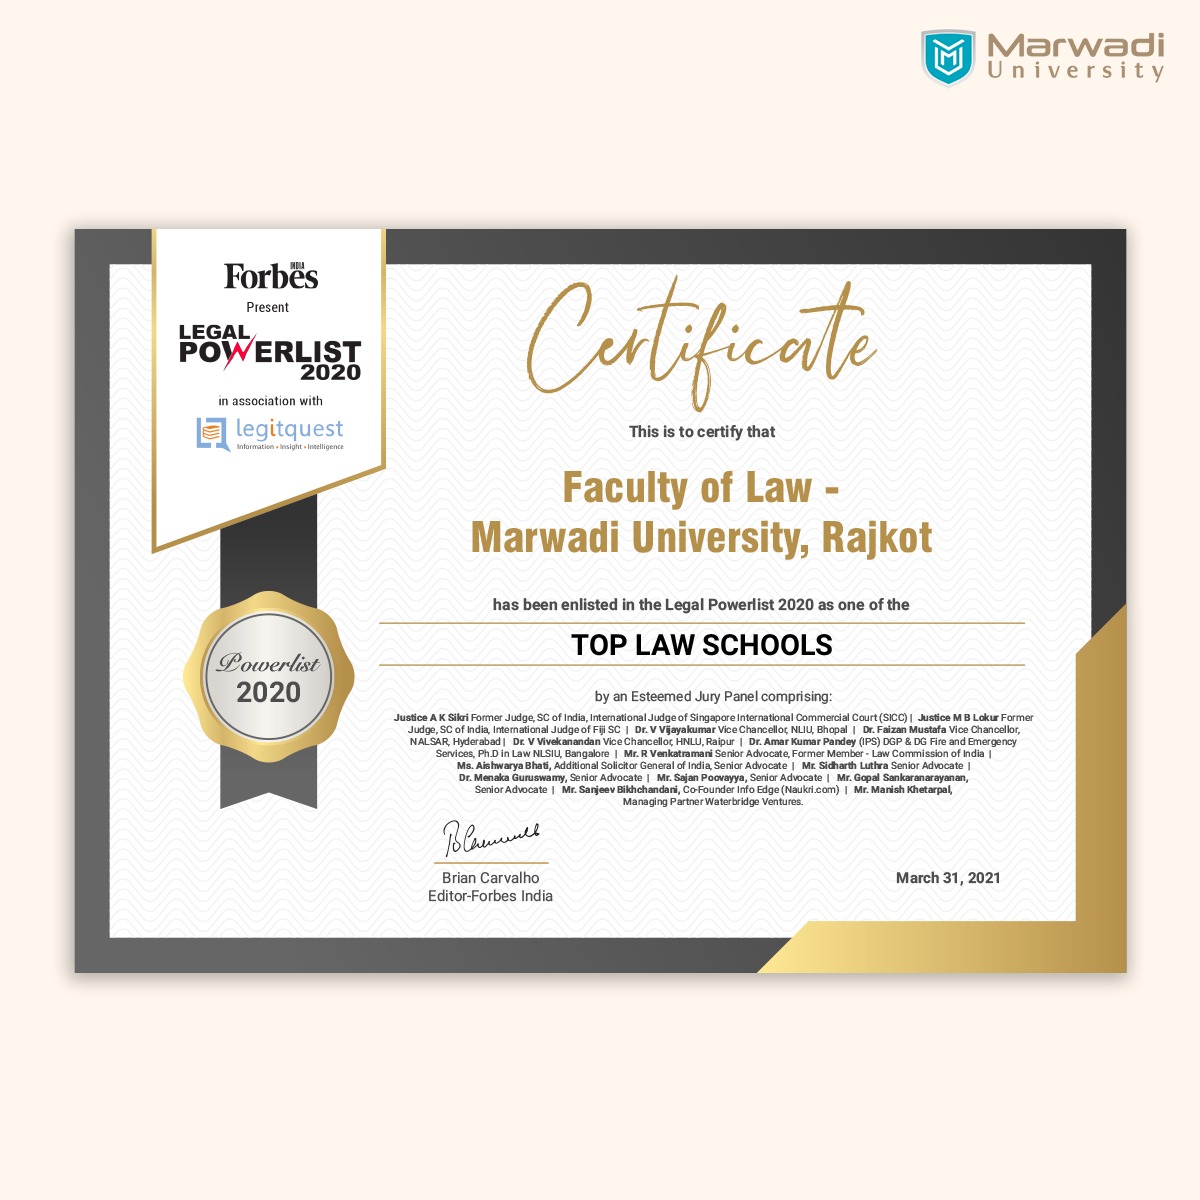 Marwadi
University
Forbes
INDIA
Present
LEGAL
POWERLIST
2020
in association with
legitquest
Information • Insight • Intelligence
Certificate
This is to certify that
Faculty of Law -
Marwadi University, Rajkot
has been enlisted in the Legal Powerlist 2020 as one of the
TOP LAW SCHOOLS
by an Esteemed Jury Panel comprising:
Justice A K Sikri Former Judge, SC of India, International Judge of Singapore International Commercial Court (SICC) | Justice M B Lokur Former
Judge, SC of India, International Judge of Fiji SC | Dr. V Vijayakumar Vice Chancellor, NLIU, Bhopal | Dr. Faizan Mustafa Vice Chancellor,
NALSAR, Hyderabad | Dr. V Vivekanandan Vice Chancellor, HNLU, Raipur | Dr. Amar Kumar Pandey (IPS) DGP & DG Fire and Emergency
Services, Ph.D in Law NLSIU, Bangalore | Mr. R Venkatramani Senior Advocate, Former Member - Law Commission of India |
Ms. Aishwarya Bhati, Additional Solicitor General of India, Senior Advocate | Mr. Sidharth Luthra Senior Advocate |
Dr. Menaka Guruswamy, Senior Advocate | Mr. Sajan Poovayya, Senior Advocate | Mr. Gopal Sankaranarayanan,
Senior Advocate | Mr. Sanjeev Bikhchandani, Co-Founder Info Edge (Naukri.com) | Mr. Manish Khetarpal,
Managing Partner Waterbridge Ventures.
Powerlist
2020
Brian Carvalho
Editor-Forbes India
March 31, 2021